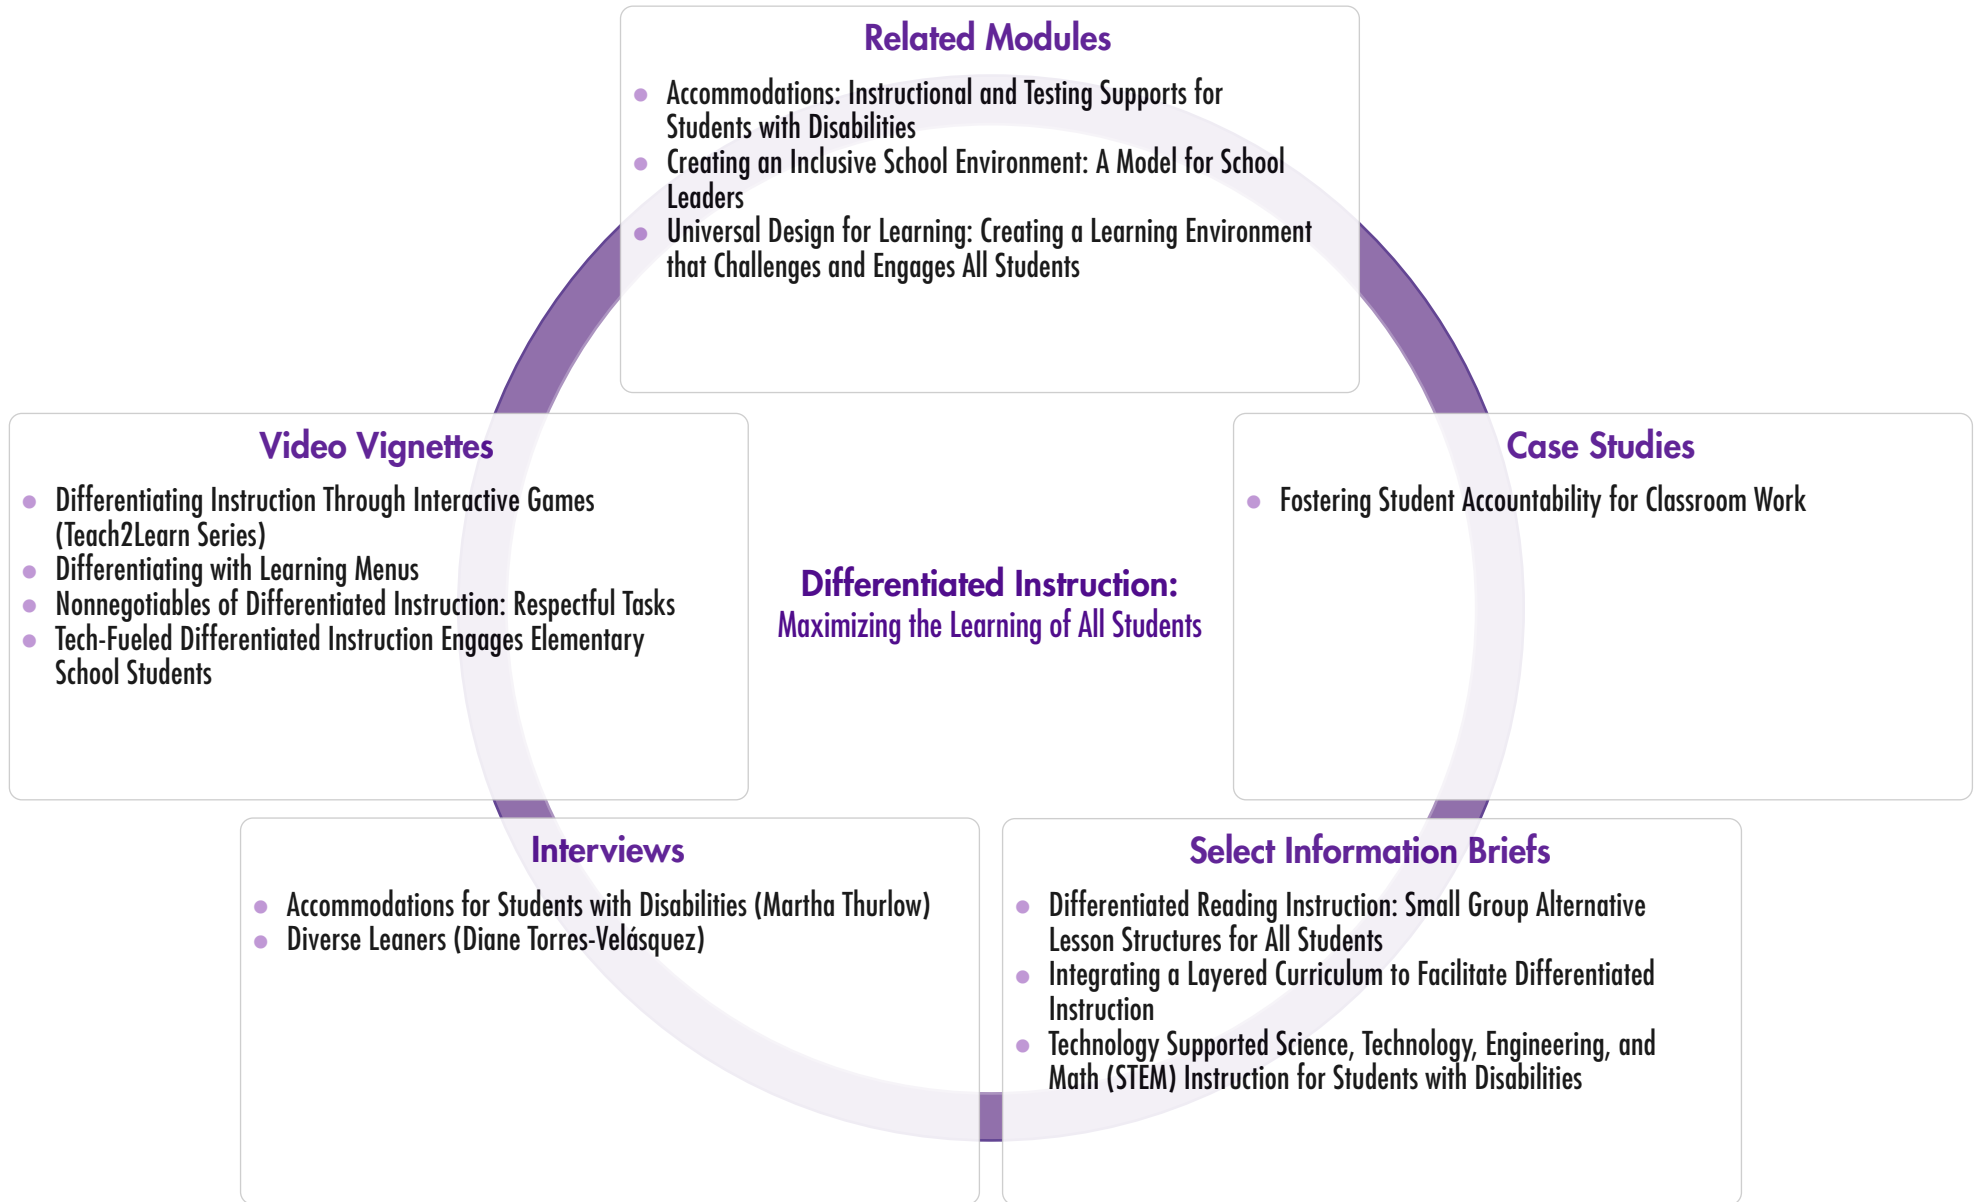 Related Modules
Accommodations: Instructional and Testing Supports for
Students with Disabilities
Creating an Inclusive School Environment: A Model for School
Leaders
Universal Design for Learning: Creating a Learning Environment
that Challenges and Engages All Students
Video Vignettes
Differentiating Instruction Through Interactive Games
(Teach2Learn Series)
Differentiating with Learning Menus
Nonnegotiables of Differentiated Instruction: Respectful Tasks
Tech-Fueled Differentiated Instruction Engages Elementary
School Students
Differentiated Instruction:
Maximizing the Learning of All Students
Case Studies
Fostering Student Accountability for Classroom Work
Interviews
Accommodations for Students with Disabilities (Martha Thurlow)
Diverse Leaners (Diane Torres-Velásquez)
Select Information Briefs
Differentiated Reading Instruction: Small Group Alternative
Lesson Structures for All Students
Integrating a Layered Curriculum to Facilitate Differentiated
Instruction
Technology Supported Science, Technology, Engineering, and
Math (STEM) Instruction for Students with Disabilities